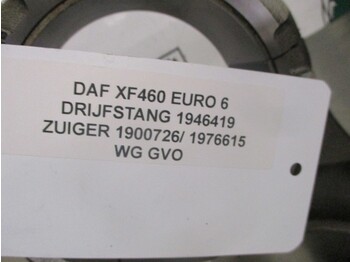 DAF XF460 EURO 6
DRIJFSTANG 1946419
ZUIGER 1900726/ 1976615
WG GVO